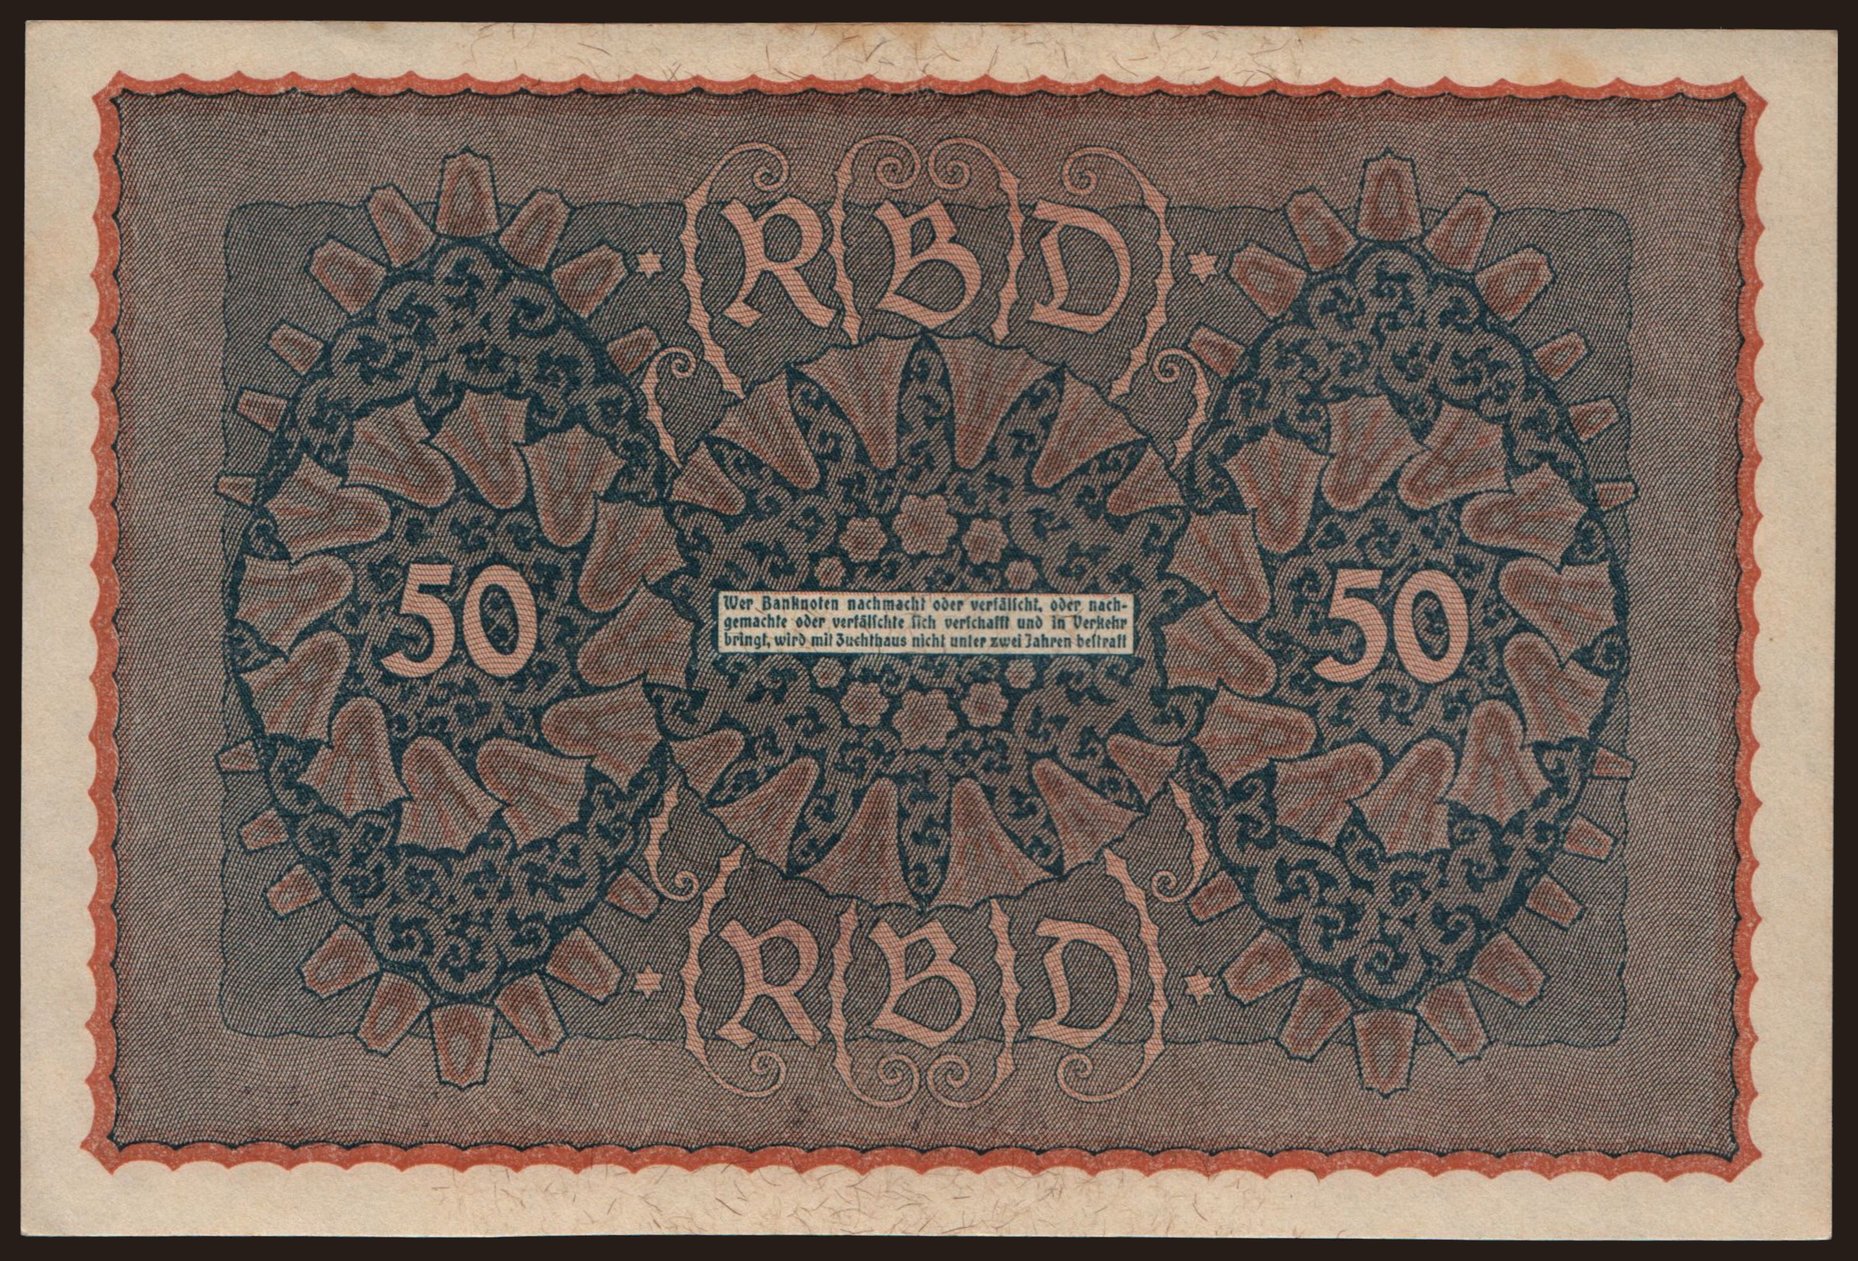 RBD
50
50
Wer Banknoten nachmacht oder verfälscht, oder nach-
gemachte oder verfälschte sich verschafft und in Verkehr
bringt, wird mit Zuchthaus nicht unter zwei Jahren bestraft
RBD